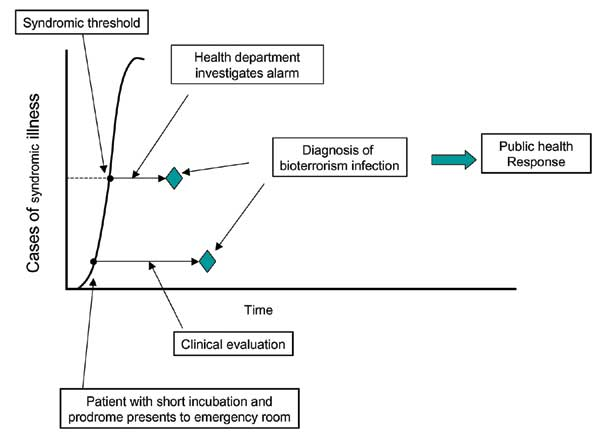 Syndromic threshold
Health department
investigates alarm
Cases of syndromic illness
Diagnosis of
bioterrorism infection
Public health
Response
Time
Clinical evaluation
Patient with short incubation and
prodrome presents to emergency room